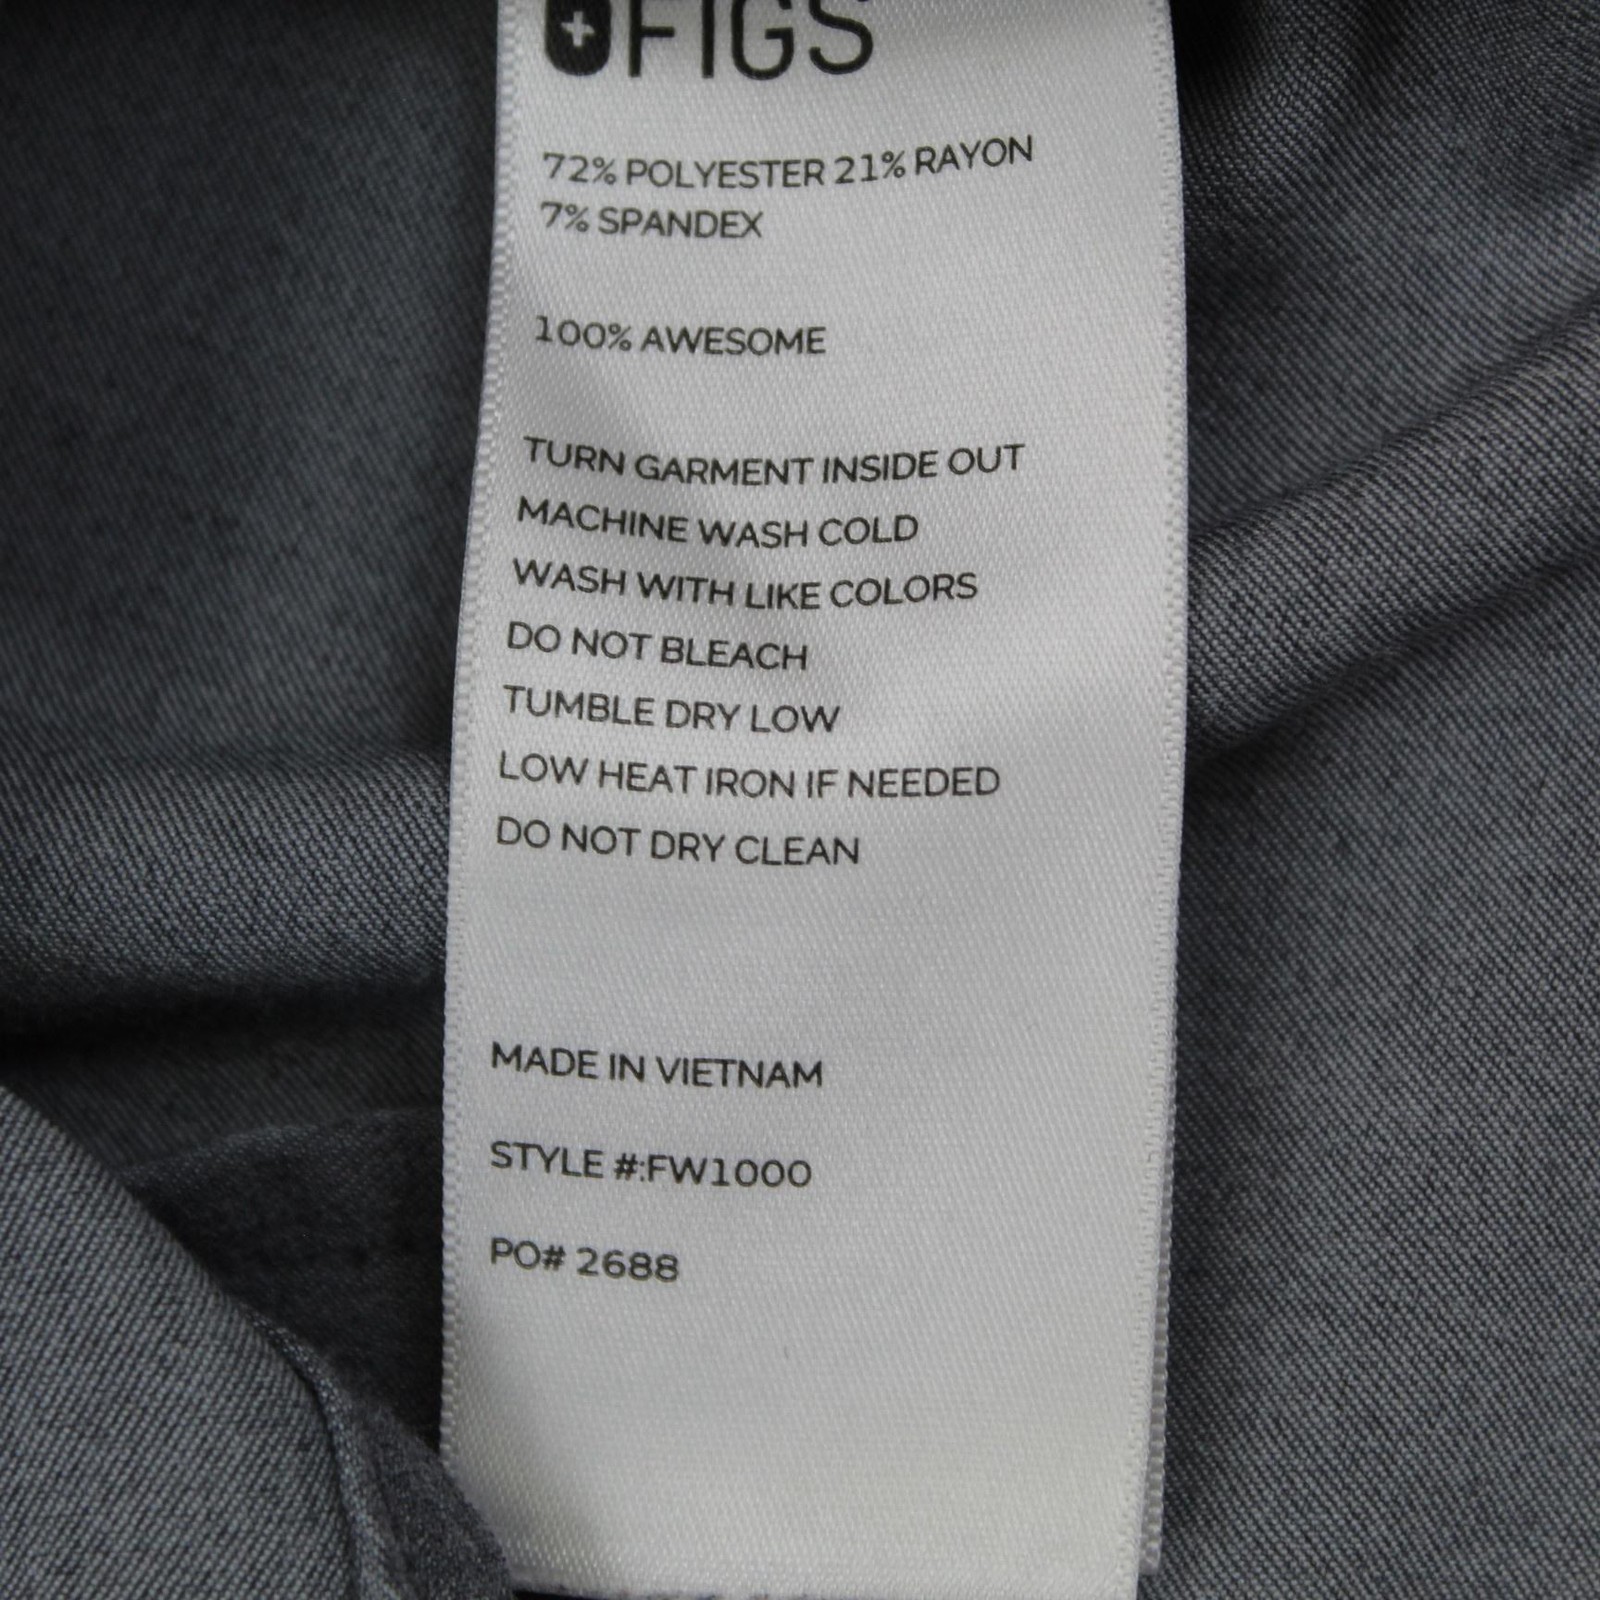 FIGS
72% POLYESTER 21% RAYON
7% SPANDEX
100% AWESOME
TURN GARMENT INSIDE OUT
MACHINE WASH COLD
WASH WITH LIKE COLORS
DO NOT BLEACH
TUMBLE DRY LOW
LOW HEAT IRON IF NEEDED
DO NOT DRY CLEAN
MADE IN VIETNAM
STYLE #:FW1000
PO# 2688